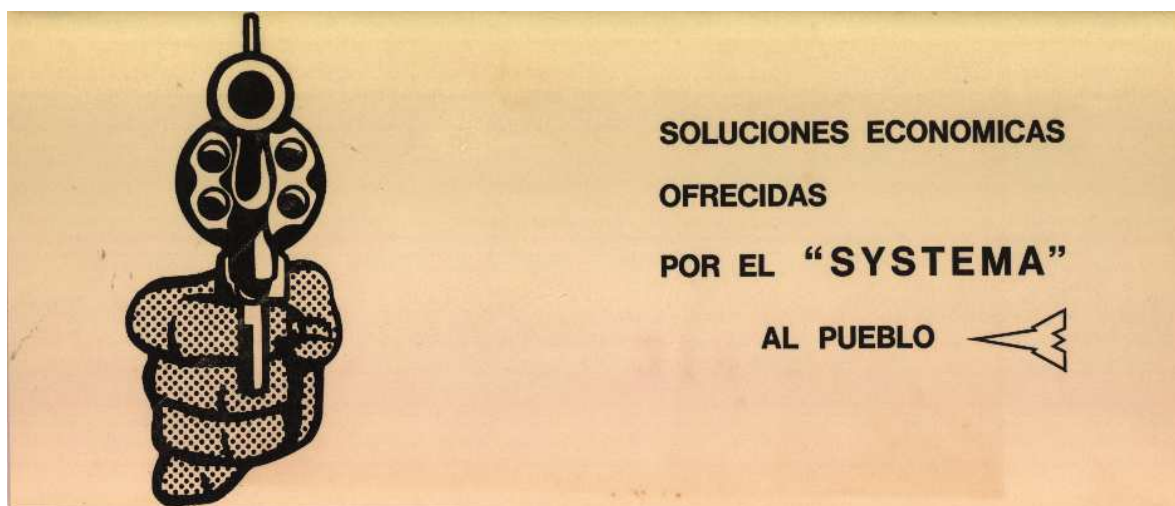 SOLUCIONES ECONOMICAS
OFRECIDAS
POR EL "SYSTEMA"
AL PUEBLO